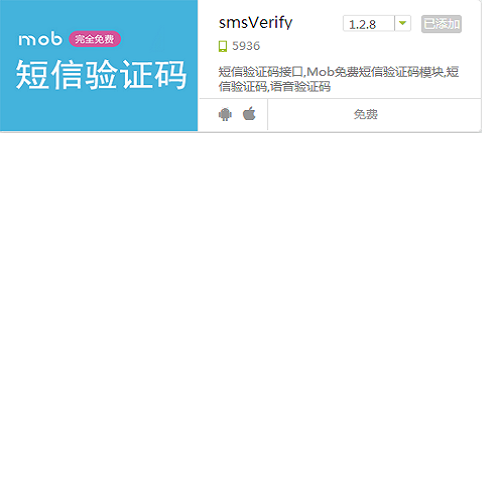 mob 完全免费
短信验证码
smsVerify 1.2.8 已添加
5936
短信验证码接口,Mob免费短信验证码模块,短
信验证码,语音验证码
免费